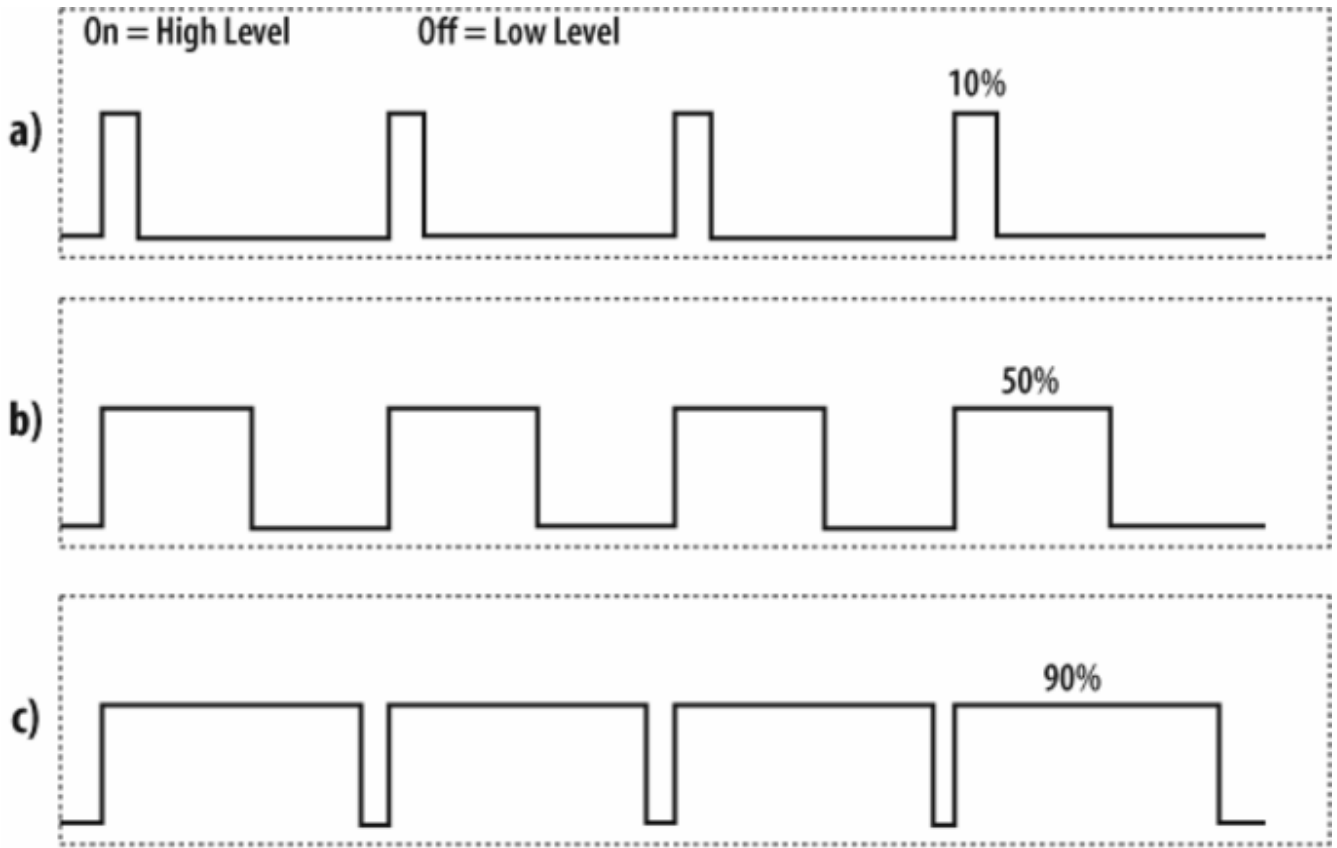 On = High Level Off = Low Level
10%
a)
50%
b)
90%
c)